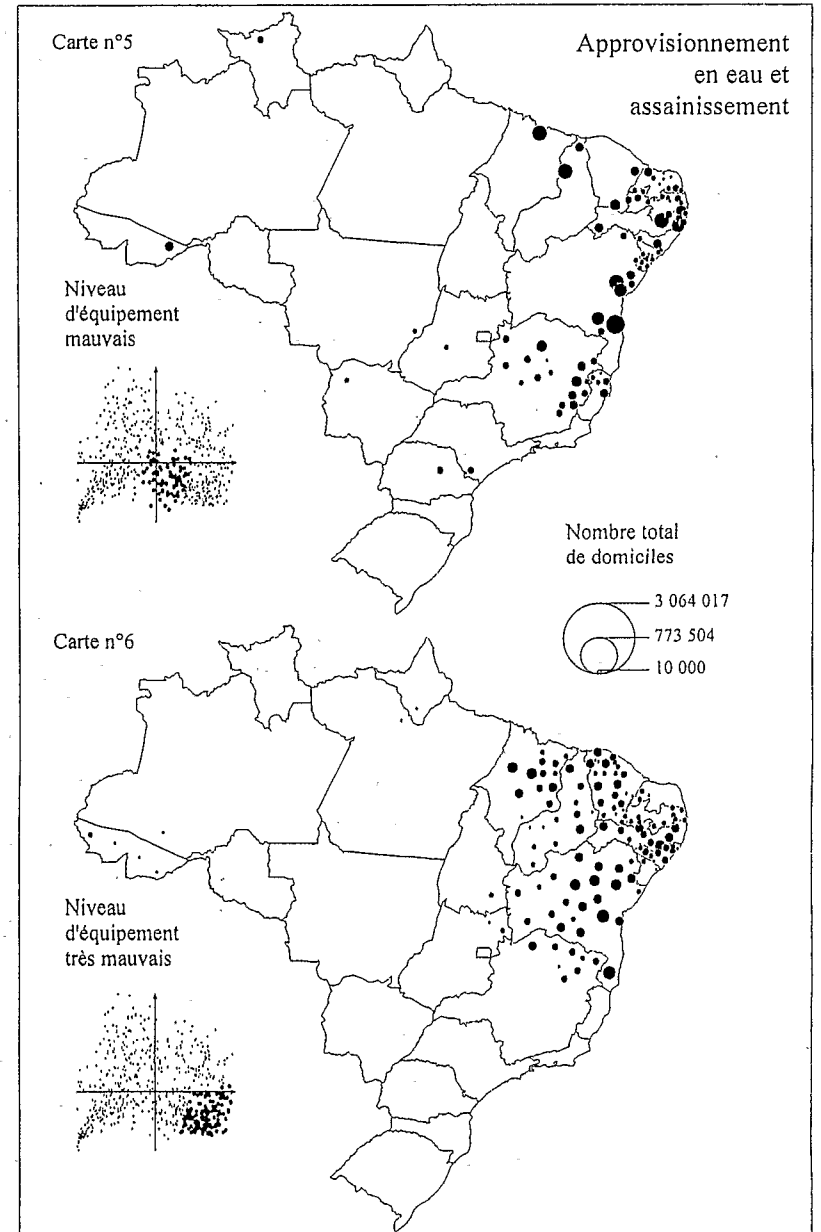 Carte n°5
Approvisionnement
en eau et
assainissement
Niveau
d'équipement
mauvais
Nombre total
de domiciles
3 064 017
773 504
10 000
Carte n°6
Niveau
d'équipement
très mauvais